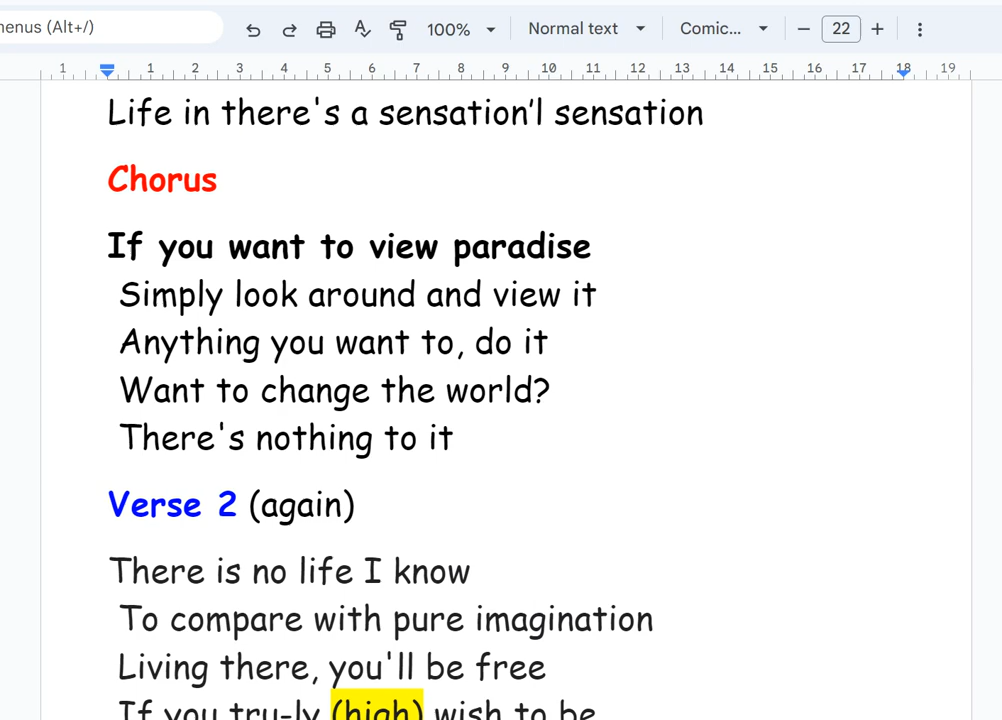 nenus (Alt+/)
100%
Normal text
Comic...
22
1 1 2 3 4 5 6 7 8 9 10 11 12 13 14 15 16 17 18 19
Life in there's a sensation’l sensation
Chorus
If you want to view paradise
Simply look around and view it
Anything you want to, do it
Want to change the world?
There's nothing to it
Verse 2 (again)
There is no life I know
To compare with pure imagination
Living there, you'll be free
If you tru-ly (high) wish to be